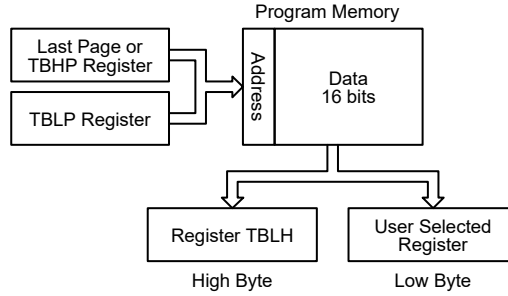 Program Memory
Last Page or
TBHP Register
TBLP Register
Address
Data
16 bits
Register TBLH
User Selected
Register
High Byte
Low Byte